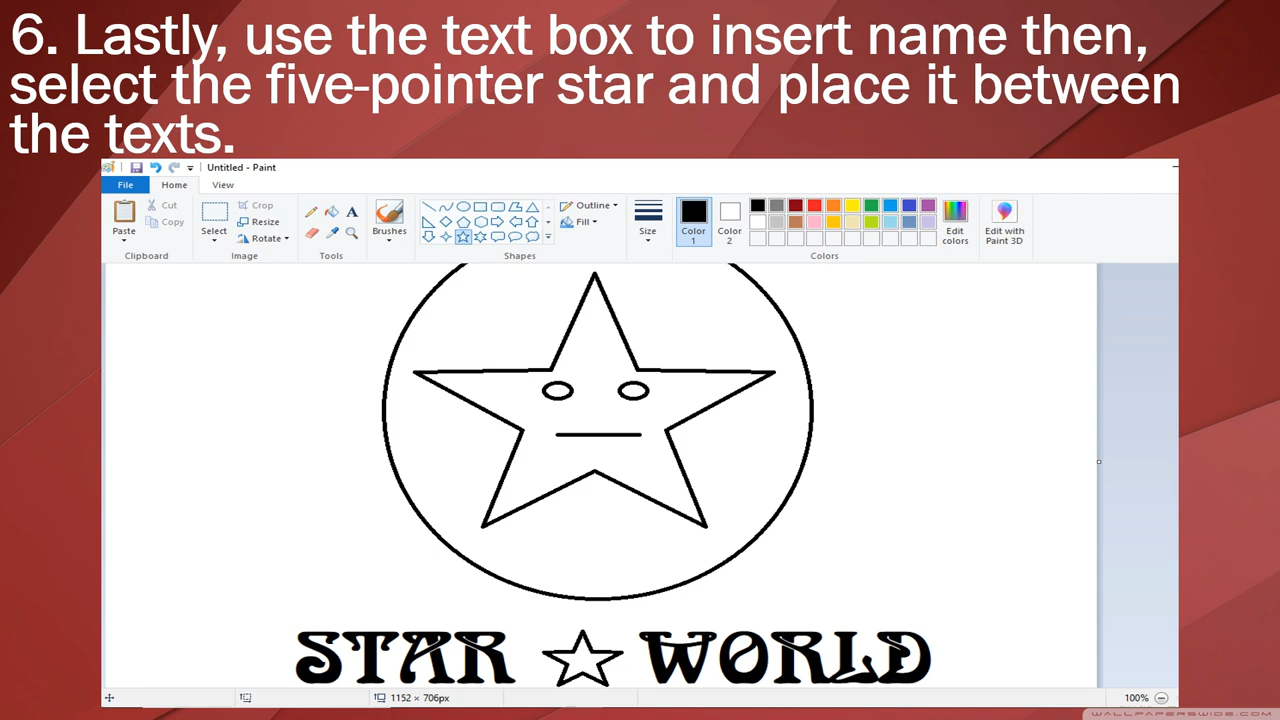 6. Lastly, use the text box to insert name then,
select the five-pointer star and place it between
the texts.
Untitled - Paint
File Home View
Paste
Cut
Copy
Clipboard
Select
Crop
Resize
Rotate
Image
A
Tools
Brushes
Outline
Fill
Shapes
Size
Color
1
Color
2
Edit
colors
Colors
Edit with
Paint 3D
STAR WORLD
1152 × 706px
100%
WALLPAPERSWIDE.COM